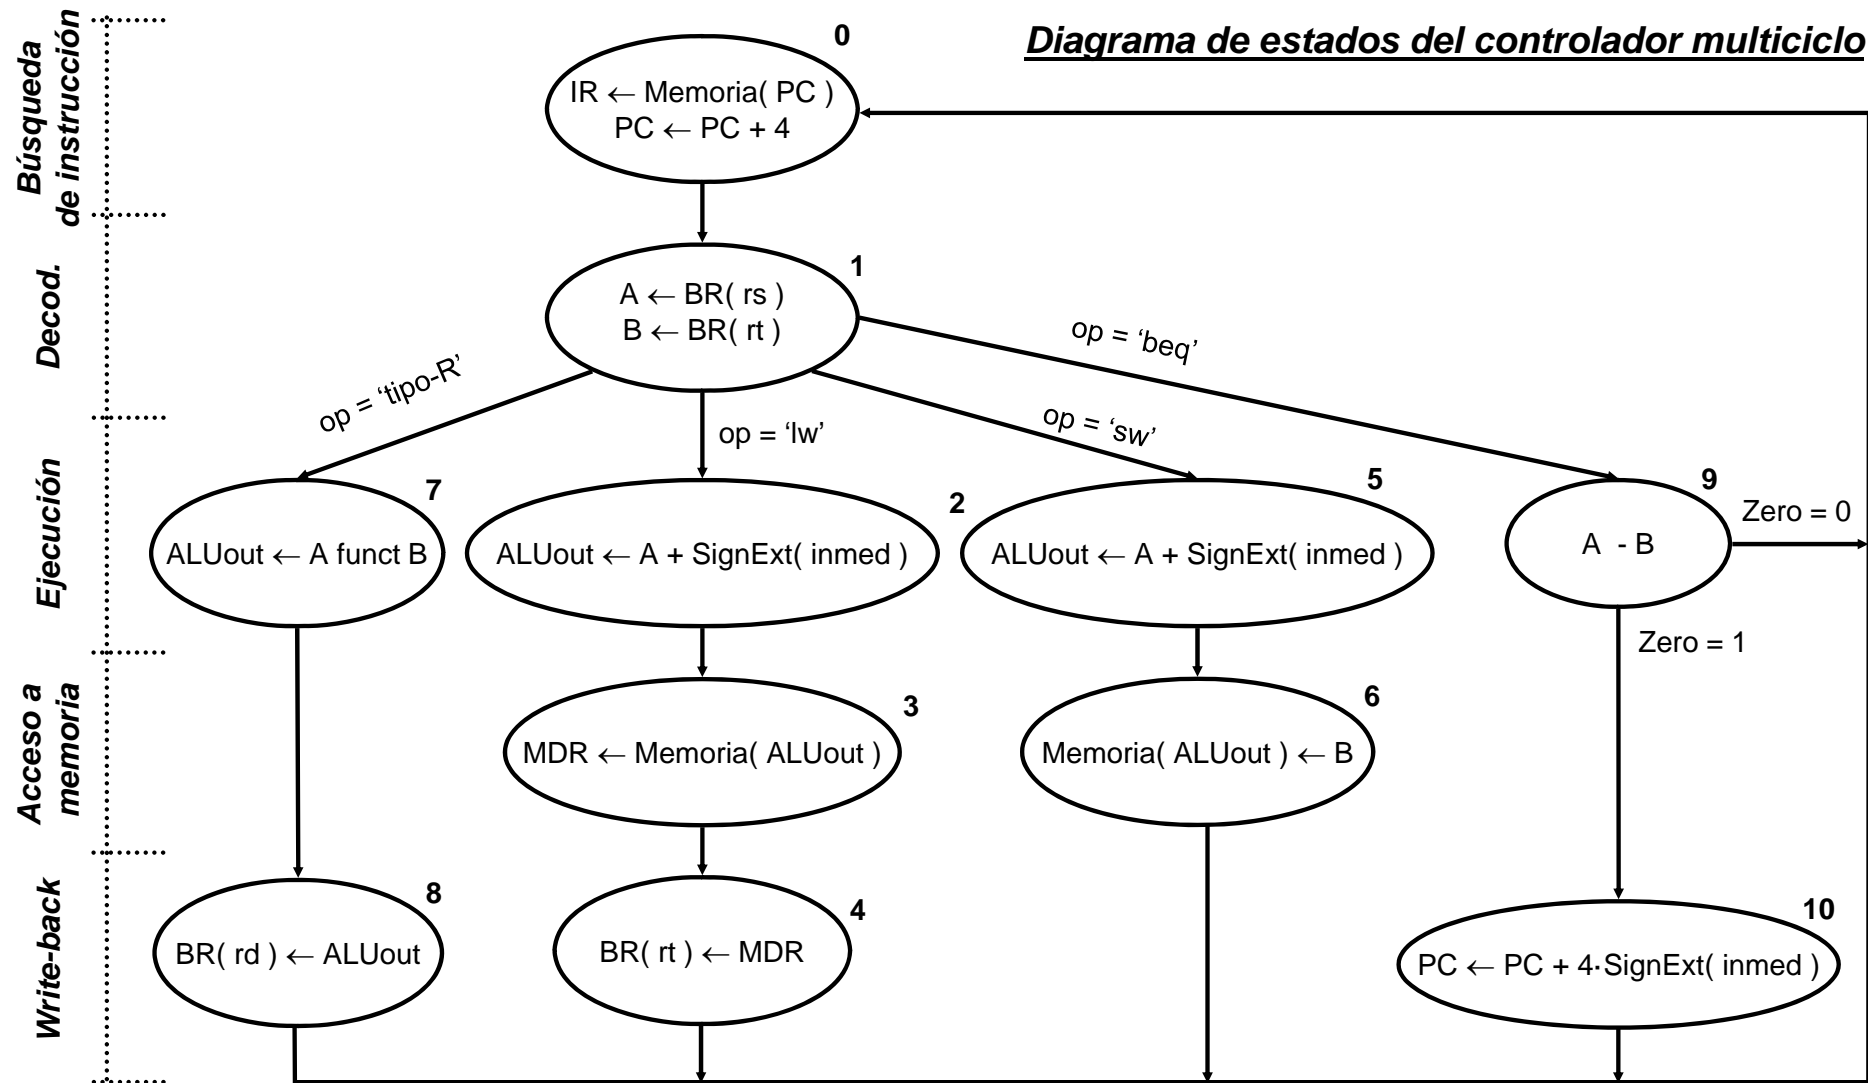 Diagrama de estados del controlador multiciclo
Búsqueda
de instrucción
0
IR ← Memoria( PC )
PC ← PC + 4
Decod.
1
A ← BR( rs )
B ← BR( rt )
op = ‘tipo-R’
op = ‘lw’
op = ‘sw’
op = ‘beq’
Ejecución
7
ALUout ← A funct B
2
ALUout ← A + SignExt( inmed )
5
ALUout ← A + SignExt( inmed )
9
A - B
Zero = 0
Zero = 1
Acceso a
memoria
3
MDR ← Memoria( ALUout )
6
Memoria( ALUout ) ← B
Write-back
8
BR( rd ) ← ALUout
4
BR( rt ) ← MDR
10
PC ← PC + 4·SignExt( inmed )